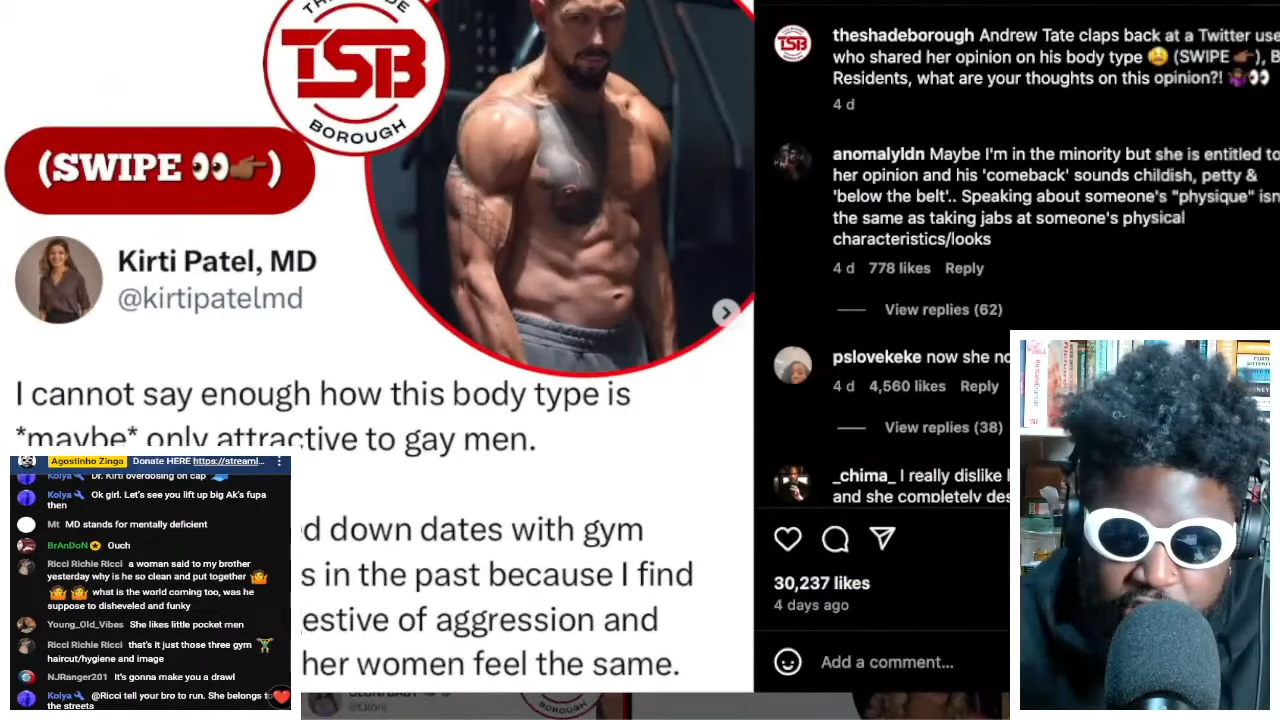 TSB
BOROUGH
(SWIPE 👀👉🏾)
Kirti Patel, MD
@kirtipatelmd
I cannot say enough how this body type is
*maybe* only attractive to gay men.
d down dates with gym
s in the past because I find
estive of aggression and
her women feel the same.
theshadeborough Andrew Tate claps back at a Twitter use
who shared her opinion on his body type 😫 (SWIPE 👉🏾), B
Residents, what are your thoughts on this opinion?! 🤷🏾‍♀️👀
4 d
anomalyldn Maybe I'm in the minority but she is entitled to
her opinion and his 'comeback' sounds childish, petty &
'below the belt'.. Speaking about someone's "physique" isn
the same as taking jabs at someone's physical
characteristics/looks
4 d 778 likes Reply
View replies (62)
pslovekeke now she no
4 d 4,560 likes Reply
View replies (38)
_chima_ I really dislike
and she completely des
30,237 likes
4 days ago
Add a comment...
Agostinho Zinga Donate HERE https://streaml...
Kolya Dr. Kirti overdosing on cap 🧢
Kolya Ok girl. Let's see you lift up big Ak's fupa
then
Mt MD stands for mentally deficient
BrAnDoN Ouch
Ricci Richie Ricci a woman said to my brother
yesterday why is he so clean and put together 🤷
🤷 🤷 what is the world coming too, was he
suppose to disheveled and funky
Young_Old_Vibes She likes little pocket men
Ricci Richie Ricci that's it just those three gym 🏋️
haircut/hygiene and image
NJRanger201 It's gonna make you a drawl
Kolya @Ricci tell your bro to run. She belongs to
the streets
BOROUGH